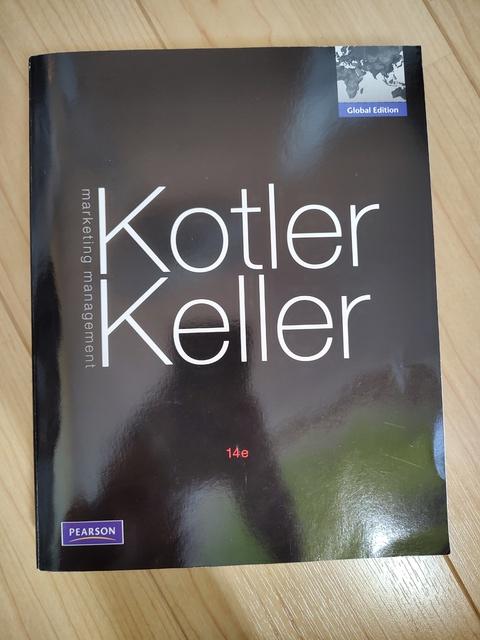 Global Edition
marketing management
Kotler
Keller
14e
PEARSON